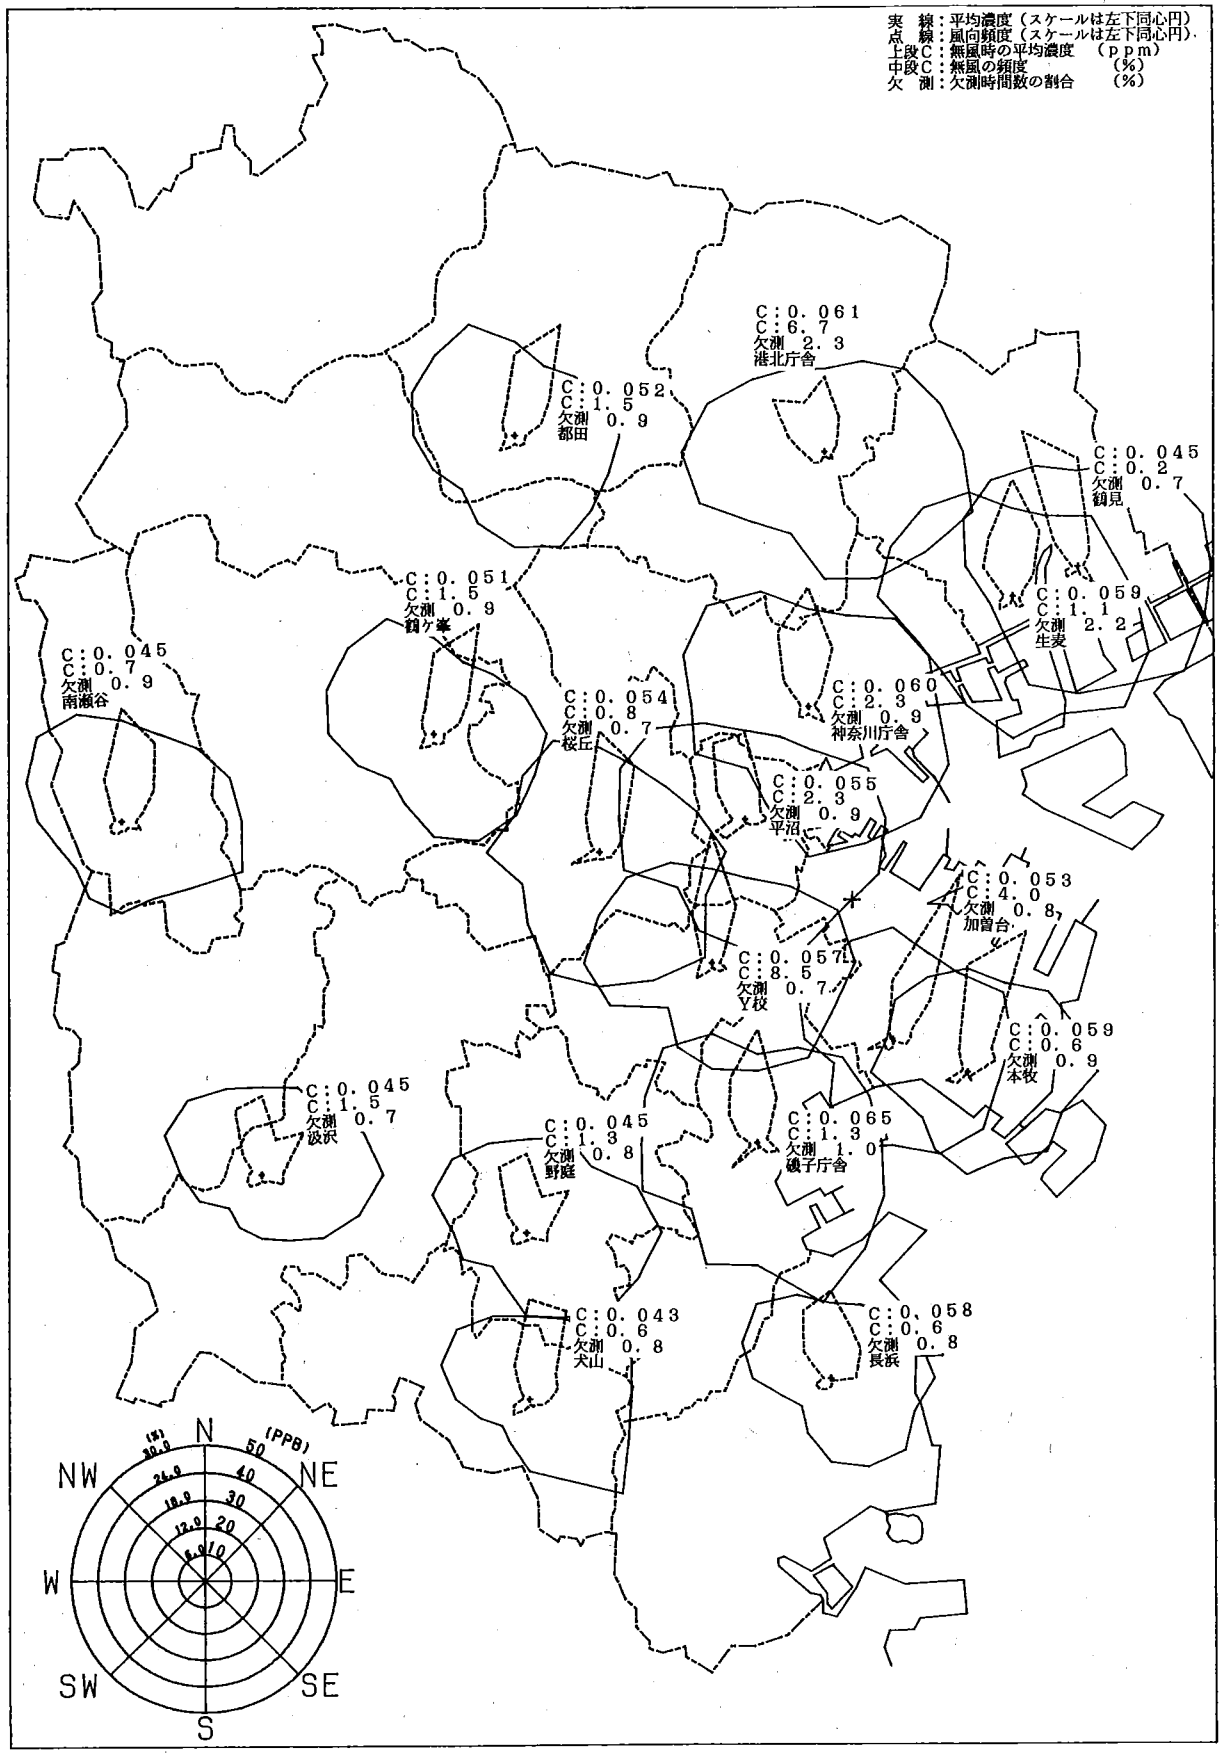 実　線：平均濃度（スケールは左下同心円）
点　線：風向頻度（スケールは左下同心円）
上段C：無風時の平均濃度　（ppm）
中段C：無風の頻度　（%）
欠　測：欠測時間数の割合　（%）
C：0.061
C：6.7
欠測 2.3
港北庁舎
C：0.052
C：1.5
欠測 0.9
都田
C：0.045
C：0.2
欠測 0.7
鶴見
C：0.051
C：1.5
欠測 0.9
鶴ケ峯
C：0.059
C：1.1
欠測 2.2
生麦
C：0.045
C：0.7
欠測 0.9
南瀬谷
C：0.054
C：0.8
欠測 0.7
桜丘
C：0.060
C：2.3
欠測 0.9
神奈川庁舎
C：0.055
C：2.3
欠測 0.9
平沼
C：0.053
C：4.0
欠測 0.8
加曽台
C：0.057
C：8.5
欠測 0.7
Y校
C：0.059
C：0.6
欠測 0.9
本牧
C：0.045
C：1.5
欠測 0.7
汲沢
C：0.045
C：1.3
欠測 0.8
野庭
C：0.065
C：1.3
欠測 1.0
磯子庁舎
C：0.043
C：0.6
欠測 0.8
犬山
C：0.058
C：0.6
欠測 0.8
長浜
N
(%)
(PPB)
30.0
50
NW
NE
24.0
40
18.0
30
12.0
20
6.0
10
W
E
SW
SE
S